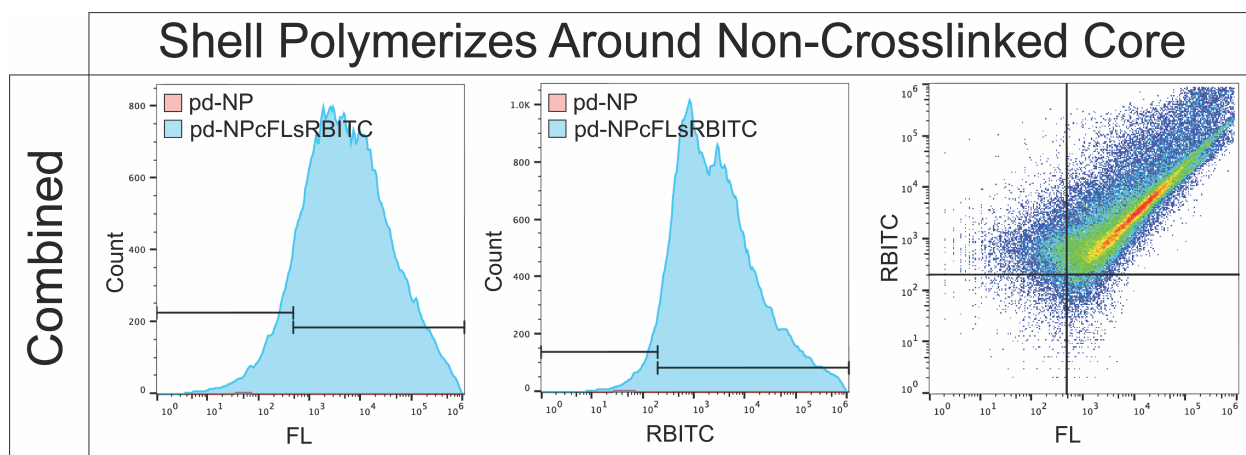 Shell Polymerizes Around Non-Crosslinked Core
Combined
pd-NP
pd-NPcFLsRBITC
800
600
400
200
0
Count
10^0 10^1 10^2 10^3 10^4 10^5 10^6
FL
pd-NP
pd-NPcFLsRBITC
1.0K
800
600
400
200
0
Count
10^0 10^1 10^2 10^3 10^4 10^5 10^6
RBITC
10^6
10^5
10^4
10^3
10^2
10^1
10^0
RBITC
10^0 10^1 10^2 10^3 10^4 10^5 10^6
FL